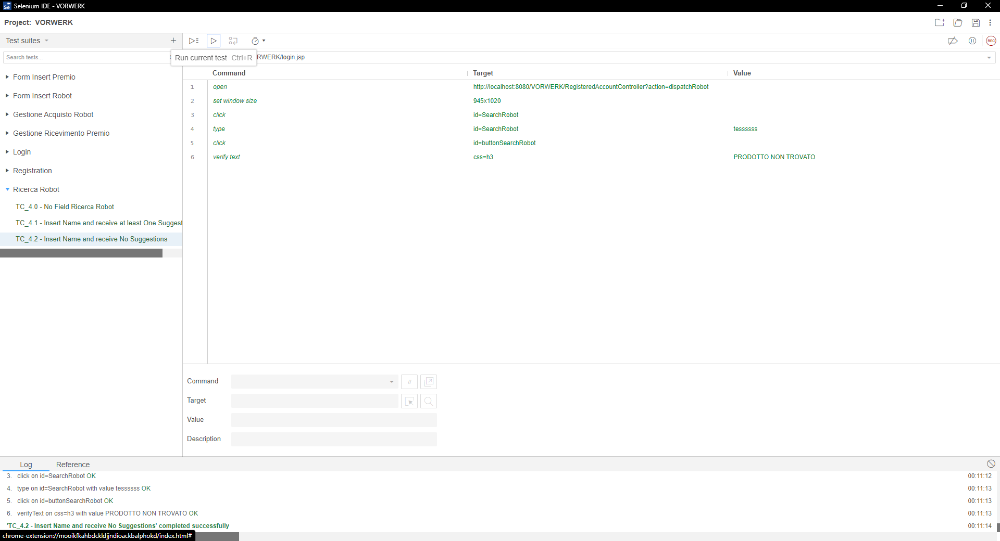 Selenium IDE - VORWERK
Project: VORWERK
Test suites
REC
Search tests...
Run current test Ctrl+R
RWERK/login.jsp
Command Target Value
Form Insert Premio
Form Insert Robot
Gestione Acquisto Robot
Gestione Ricevimento Premio
Login
Registration
Ricerca Robot
TC_4.0 - No Field Ricerca Robot
TC_4.1 - Insert Name and receive at least One Suggest
TC_4.2 - Insert Name and receive No Suggestions
1 open http://localhost:8080/VORWERK/RegisteredAccountController?action=dispatchRobot
2 set window size 945x1020
3 click id=SearchRobot
4 type id=SearchRobot tessssss
5 click id=buttonSearchRobot
6 verify text css=h3 PRODOTTO NON TROVATO
Command //
Target
Value
Description
Log Reference
3. click on id=SearchRobot OK 00:11:12
4. type on id=SearchRobot with value tessssss OK 00:11:13
5. click on id=buttonSearchRobot OK 00:11:13
6. verifyText on css=h3 with value PRODOTTO NON TROVATO OK 00:11:13
'TC_4.2 - Insert Name and receive No Suggestions' completed successfully 00:11:14
chrome-extension://mooikfkahbdckldjjndioackbalphokd/index.html#